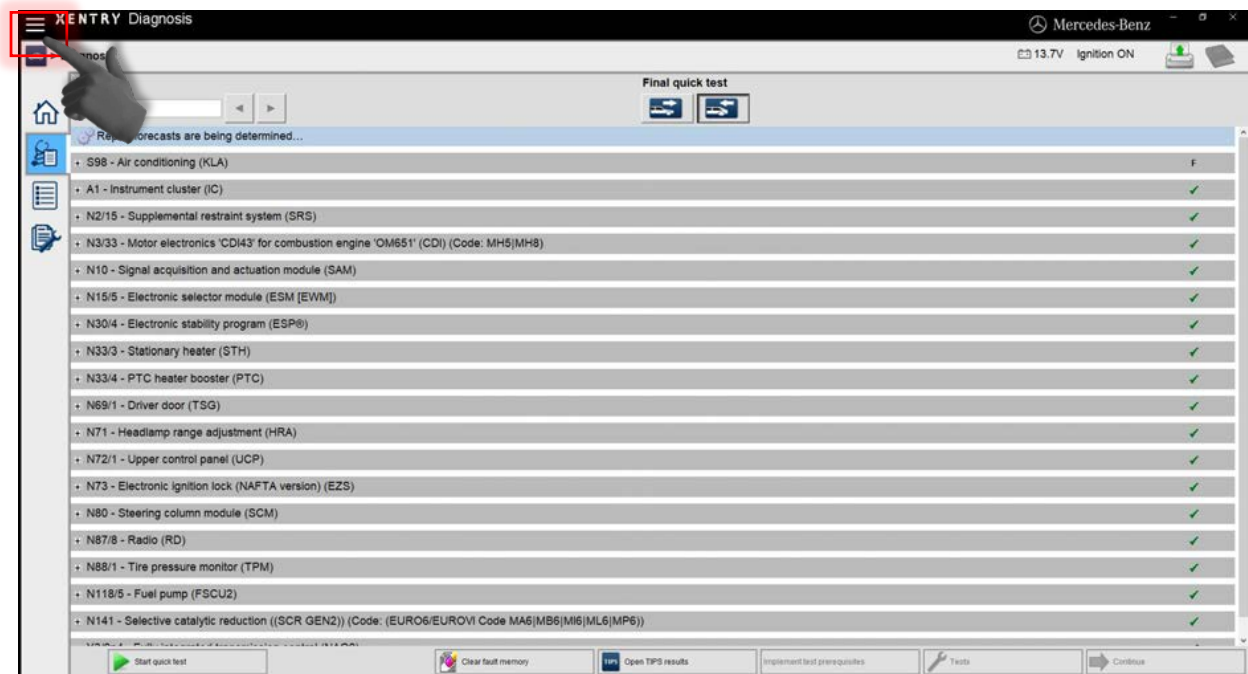 XENTRY Diagnosis
Mercedes-Benz
13.7V Ignition ON
Final quick test
forecasts are being determined...
+ S98 - Air conditioning (KLA) F
+ A1 - Instrument cluster (IC) ✓
+ N2/15 - Supplemental restraint system (SRS) ✓
+ N3/33 - Motor electronics 'CDI43' for combustion engine 'OM651' (CDI) (Code: MH5|MH8) ✓
+ N10 - Signal acquisition and actuation module (SAM) ✓
+ N15/5 - Electronic selector module (ESM [EWM]) ✓
+ N30/4 - Electronic stability program (ESP®) ✓
+ N33/3 - Stationary heater (STH) ✓
+ N33/4 - PTC heater booster (PTC) ✓
+ N69/1 - Driver door (TSG) ✓
+ N71 - Headlamp range adjustment (HRA) ✓
+ N72/1 - Upper control panel (UCP) ✓
+ N73 - Electronic ignition lock (NAFTA version) (EZS) ✓
+ N80 - Steering column module (SCM) ✓
+ N87/8 - Radio (RD) ✓
+ N88/1 - Tire pressure monitor (TPM) ✓
+ N118/5 - Fuel pump (FSCU2) ✓
+ N141 - Selective catalytic reduction ((SCR GEN2)) (Code: (EURO6/EUROVI Code MA6|MB6|MI6|ML6|MP6)) ✓
Start quick test
Clear fault memory
TIPS Open TIPS results
Implement test prerequisites
Tests
Continue